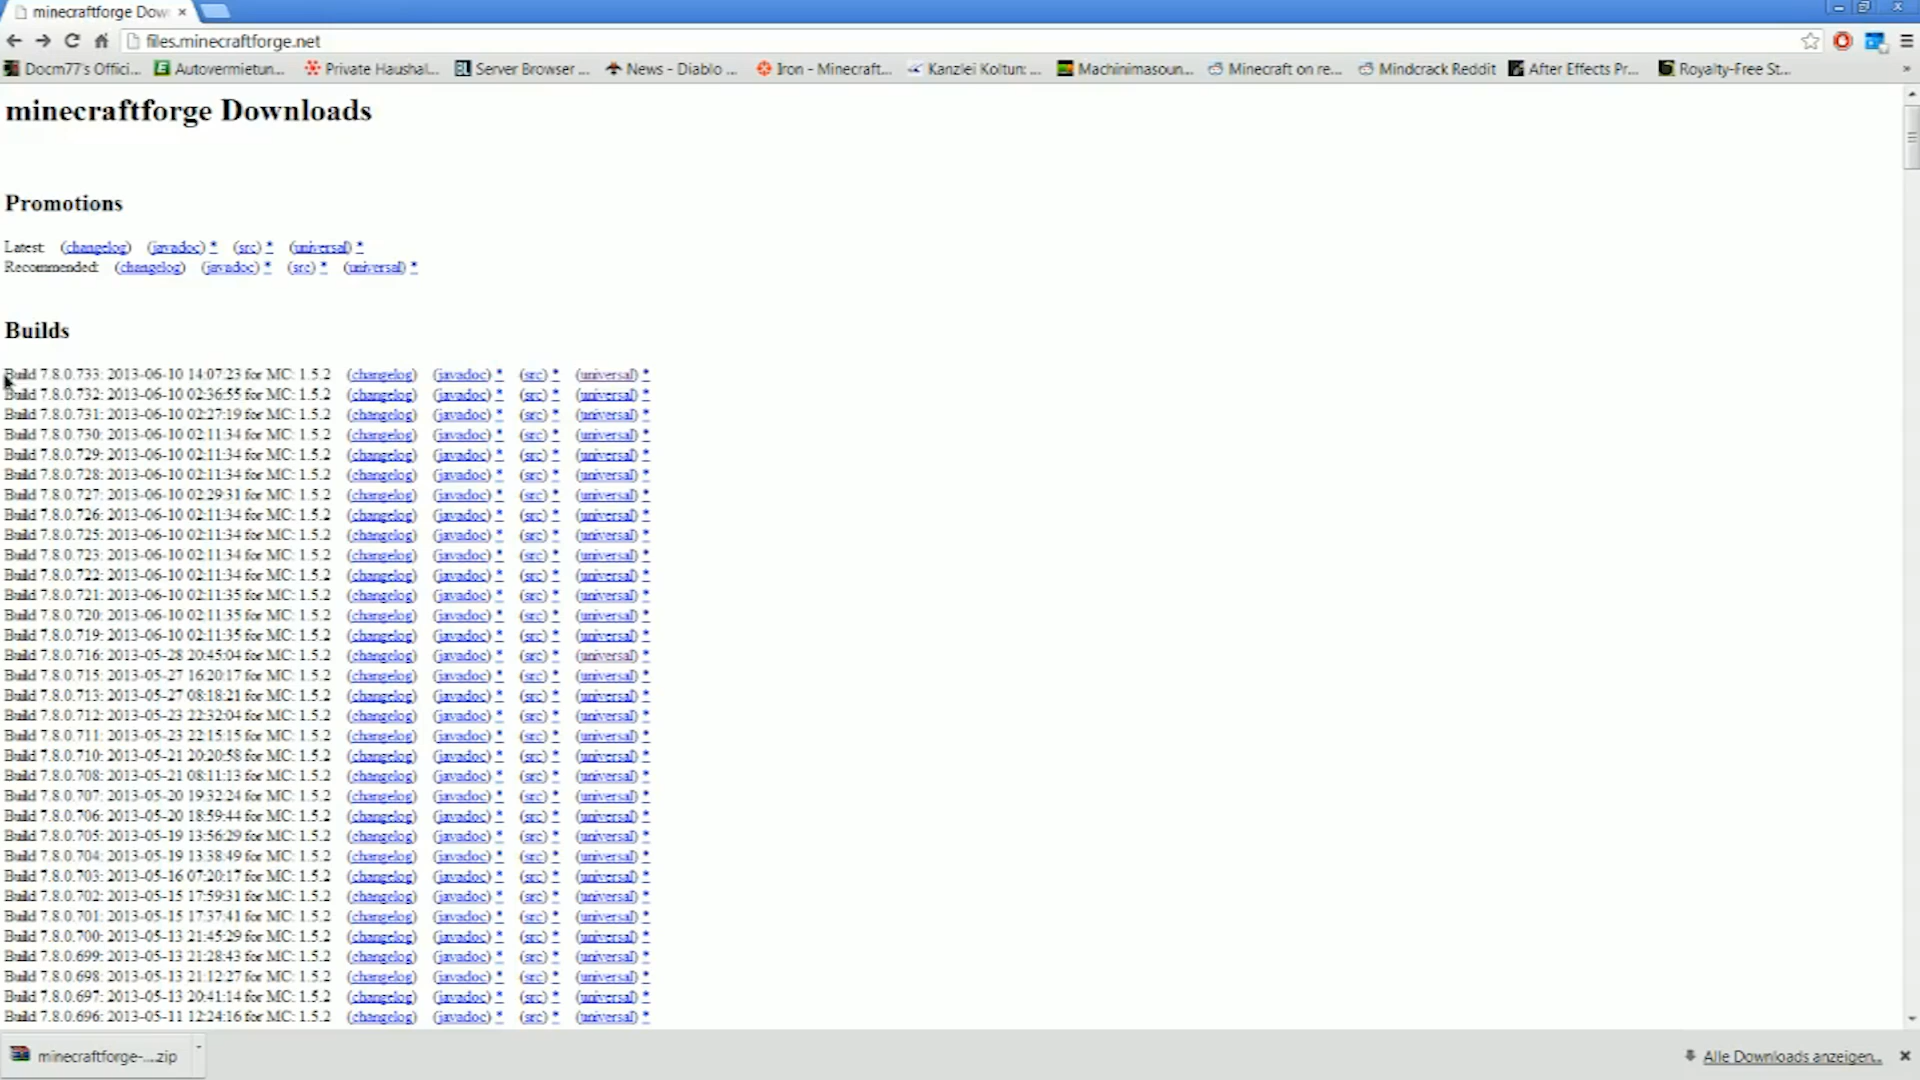 minecraftforge Dow
files.minecraftforge.net
Docm77's Offici... Autovermietun... Private Haushal... Server Browser ... News - Diablo ... Iron - Minecraft... Kanzlei Koltun: ... Machinimasoun... Minecraft on re... Mindcrack Reddit After Effects Pr... Royalty-Free St... »
minecraftforge Downloads
Promotions
Latest: (changelog) (javadoc) * (src) * (universal) *
Recommended: (changelog) (javadoc) * (src) * (universal) *
Builds
Build 7.8.0.733: 2013-06-10 14:07:23 for MC: 1.5.2 (changelog) (javadoc) * (src) * (universal) *
Build 7.8.0.732: 2013-06-10 02:36:55 for MC: 1.5.2 (changelog) (javadoc) * (src) * (universal) *
Build 7.8.0.731: 2013-06-10 02:27:19 for MC: 1.5.2 (changelog) (javadoc) * (src) * (universal) *
Build 7.8.0.730: 2013-06-10 02:11:34 for MC: 1.5.2 (changelog) (javadoc) * (src) * (universal) *
Build 7.8.0.729: 2013-06-10 02:11:34 for MC: 1.5.2 (changelog) (javadoc) * (src) * (universal) *
Build 7.8.0.728: 2013-06-10 02:11:34 for MC: 1.5.2 (changelog) (javadoc) * (src) * (universal) *
Build 7.8.0.727: 2013-06-10 02:29:31 for MC: 1.5.2 (changelog) (javadoc) * (src) * (universal) *
Build 7.8.0.726: 2013-06-10 02:11:34 for MC: 1.5.2 (changelog) (javadoc) * (src) * (universal) *
Build 7.8.0.725: 2013-06-10 02:11:34 for MC: 1.5.2 (changelog) (javadoc) * (src) * (universal) *
Build 7.8.0.723: 2013-06-10 02:11:34 for MC: 1.5.2 (changelog) (javadoc) * (src) * (universal) *
Build 7.8.0.722: 2013-06-10 02:11:34 for MC: 1.5.2 (changelog) (javadoc) * (src) * (universal) *
Build 7.8.0.721: 2013-06-10 02:11:35 for MC: 1.5.2 (changelog) (javadoc) * (src) * (universal) *
Build 7.8.0.720: 2013-06-10 02:11:35 for MC: 1.5.2 (changelog) (javadoc) * (src) * (universal) *
Build 7.8.0.719: 2013-06-10 02:11:35 for MC: 1.5.2 (changelog) (javadoc) * (src) * (universal) *
Build 7.8.0.716: 2013-05-28 20:45:04 for MC: 1.5.2 (changelog) (javadoc) * (src) * (universal) *
Build 7.8.0.715: 2013-05-27 16:20:17 for MC: 1.5.2 (changelog) (javadoc) * (src) * (universal) *
Build 7.8.0.713: 2013-05-27 08:18:21 for MC: 1.5.2 (changelog) (javadoc) * (src) * (universal) *
Build 7.8.0.712: 2013-05-23 22:32:04 for MC: 1.5.2 (changelog) (javadoc) * (src) * (universal) *
Build 7.8.0.711: 2013-05-23 22:15:15 for MC: 1.5.2 (changelog) (javadoc) * (src) * (universal) *
Build 7.8.0.710: 2013-05-21 20:20:58 for MC: 1.5.2 (changelog) (javadoc) * (src) * (universal) *
Build 7.8.0.708: 2013-05-21 08:11:13 for MC: 1.5.2 (changelog) (javadoc) * (src) * (universal) *
Build 7.8.0.707: 2013-05-20 19:32:24 for MC: 1.5.2 (changelog) (javadoc) * (src) * (universal) *
Build 7.8.0.706: 2013-05-20 18:59:44 for MC: 1.5.2 (changelog) (javadoc) * (src) * (universal) *
Build 7.8.0.705: 2013-05-19 13:56:29 for MC: 1.5.2 (changelog) (javadoc) * (src) * (universal) *
Build 7.8.0.704: 2013-05-19 13:38:49 for MC: 1.5.2 (changelog) (javadoc) * (src) * (universal) *
Build 7.8.0.703: 2013-05-16 07:20:17 for MC: 1.5.2 (changelog) (javadoc) * (src) * (universal) *
Build 7.8.0.702: 2013-05-15 17:59:31 for MC: 1.5.2 (changelog) (javadoc) * (src) * (universal) *
Build 7.8.0.701: 2013-05-15 17:37:41 for MC: 1.5.2 (changelog) (javadoc) * (src) * (universal) *
Build 7.8.0.700: 2013-05-13 21:45:29 for MC: 1.5.2 (changelog) (javadoc) * (src) * (universal) *
Build 7.8.0.699: 2013-05-13 21:28:43 for MC: 1.5.2 (changelog) (javadoc) * (src) * (universal) *
Build 7.8.0.698: 2013-05-13 21:12:27 for MC: 1.5.2 (changelog) (javadoc) * (src) * (universal) *
Build 7.8.0.697: 2013-05-13 20:41:14 for MC: 1.5.2 (changelog) (javadoc) * (src) * (universal) *
Build 7.8.0.696: 2013-05-11 12:24:16 for MC: 1.5.2 (changelog) (javadoc) * (src) * (universal) *
minecraftforge-....zip Alle Downloads anzeigen...